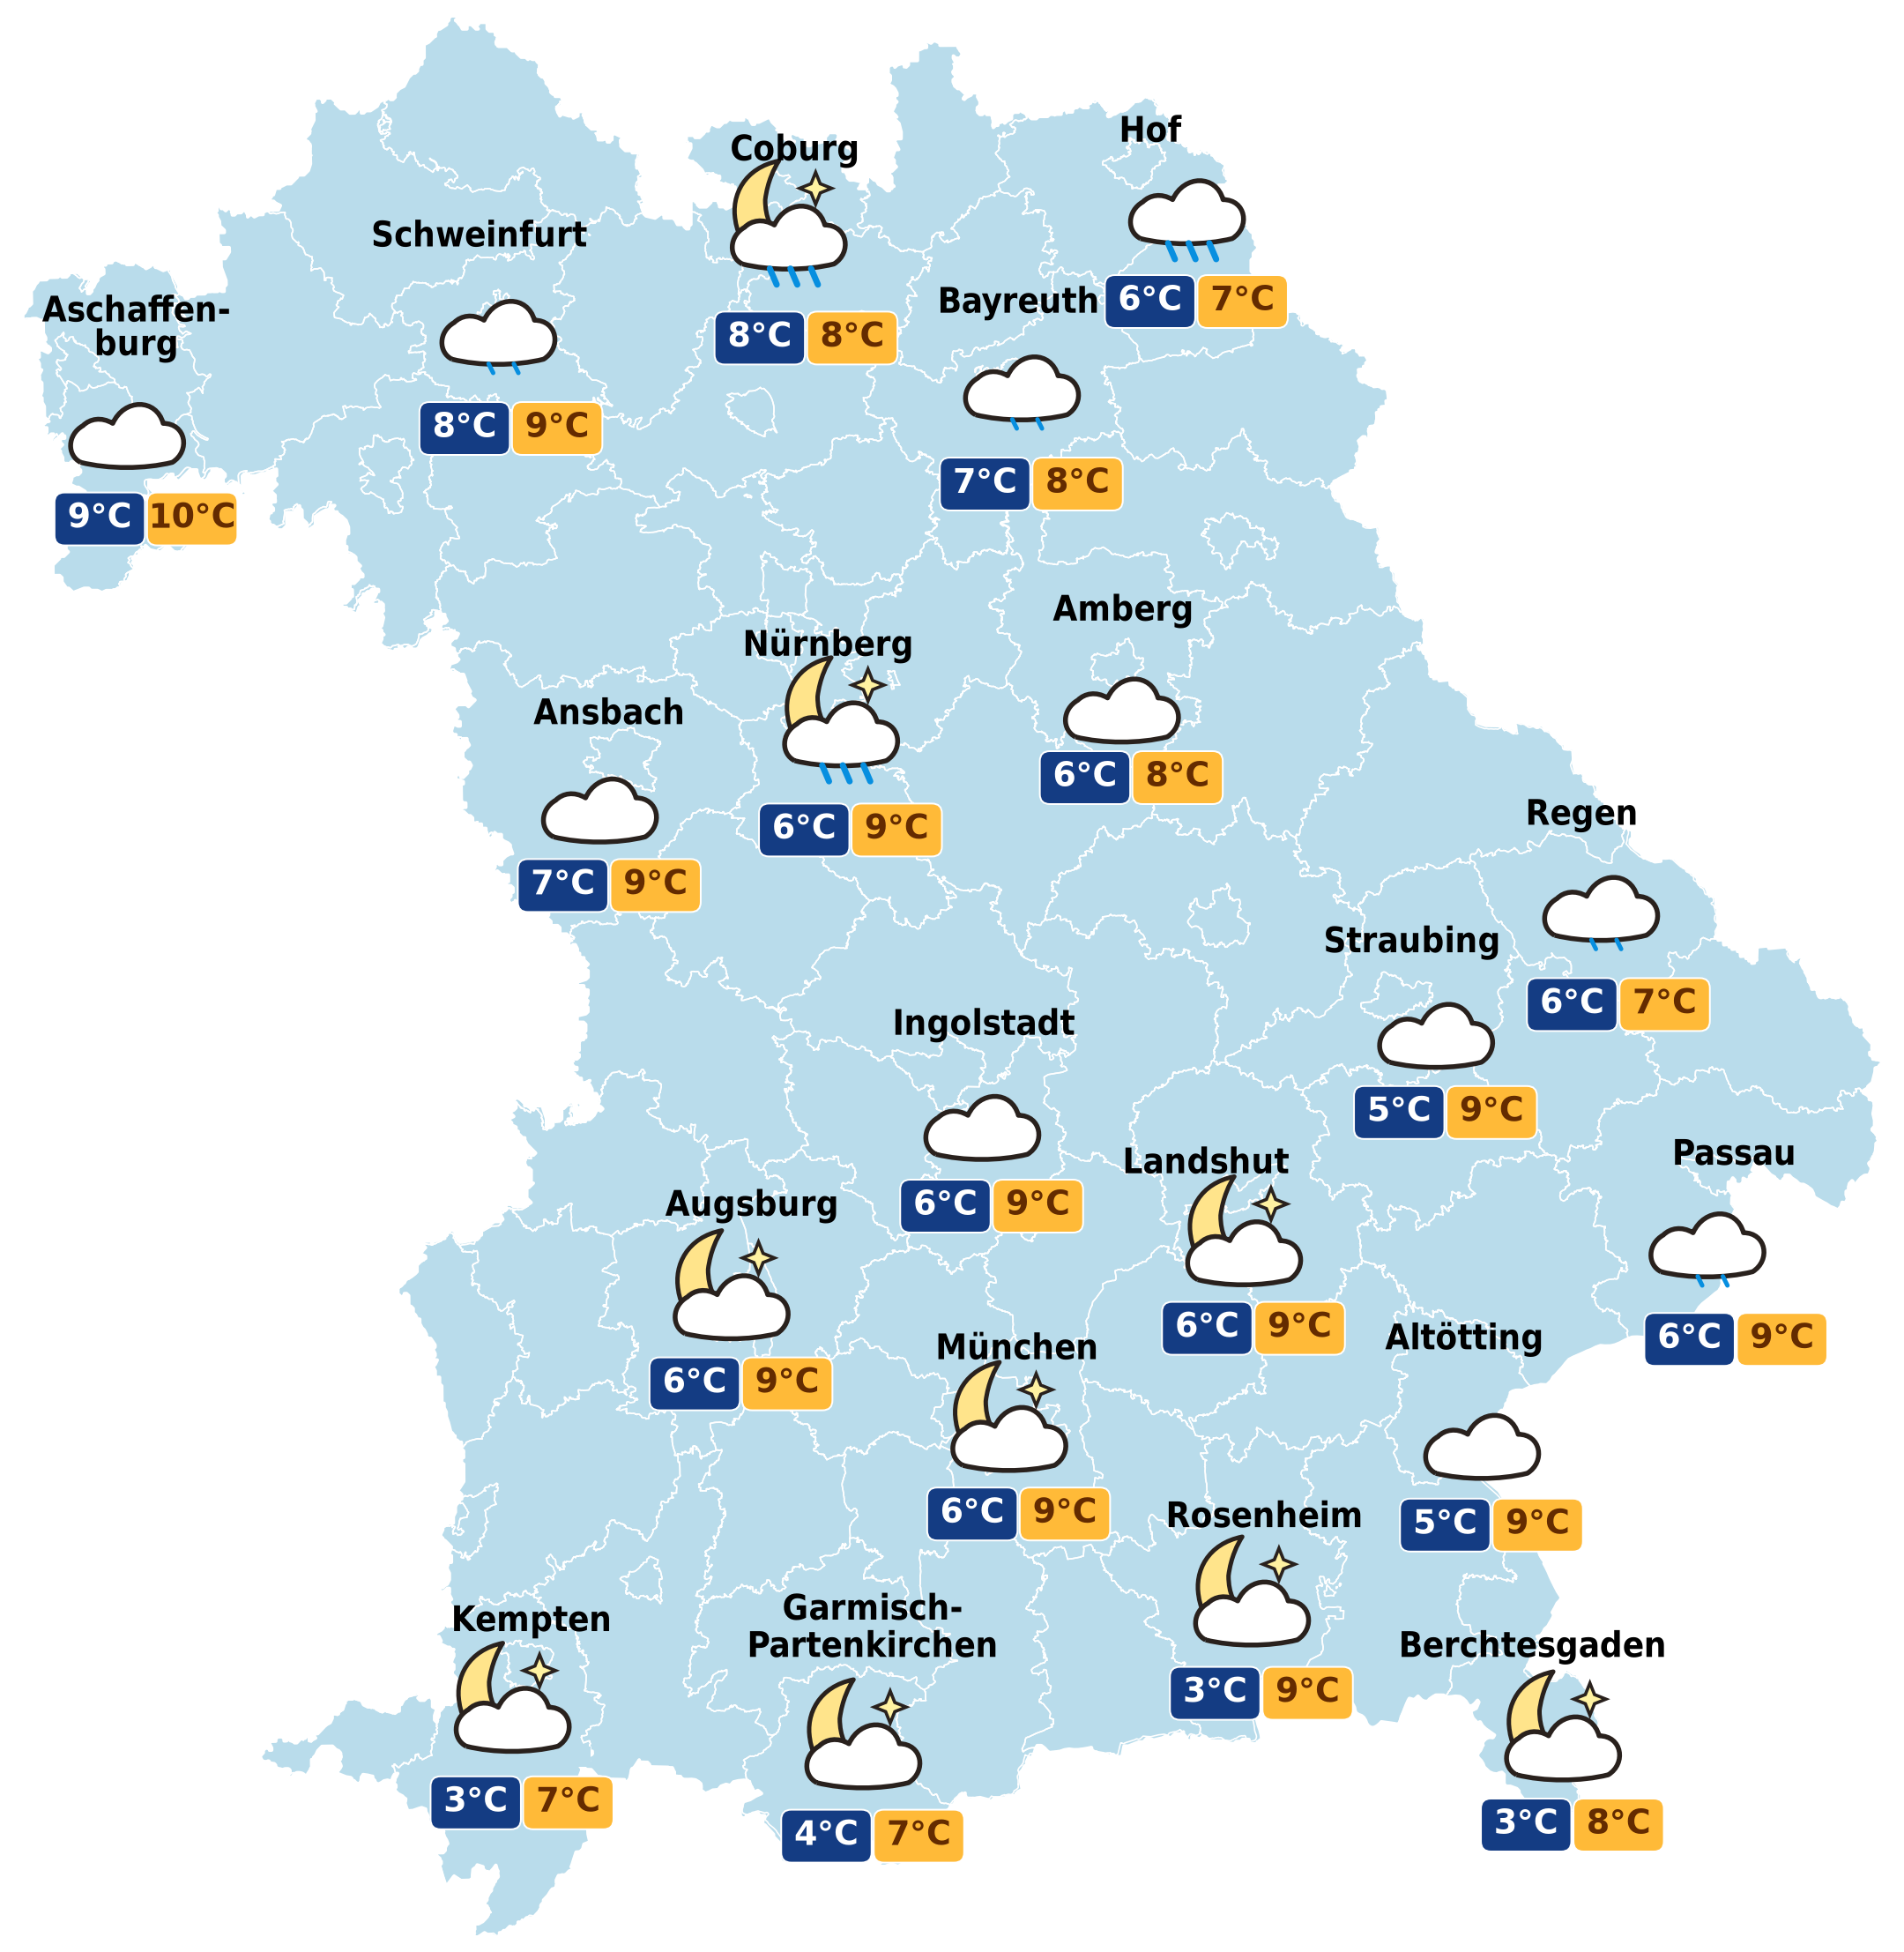 Hof
6°C 7°C
Coburg
8°C 8°C
Schweinfurt
8°C 9°C
Bayreuth
7°C 8°C
Aschaffen-
burg
9°C 10°C
Amberg
6°C 8°C
Nürnberg
6°C 9°C
Ansbach
7°C 9°C
Regen
6°C 7°C
Straubing
5°C 9°C
Ingolstadt
6°C 9°C
Passau
6°C 9°C
Landshut
6°C 9°C
Augsburg
6°C 9°C
Altötting
5°C 9°C
München
6°C 9°C
Rosenheim
3°C 9°C
Garmisch-
Partenkirchen
4°C 7°C
Kempten
3°C 7°C
Berchtesgaden
3°C 8°C